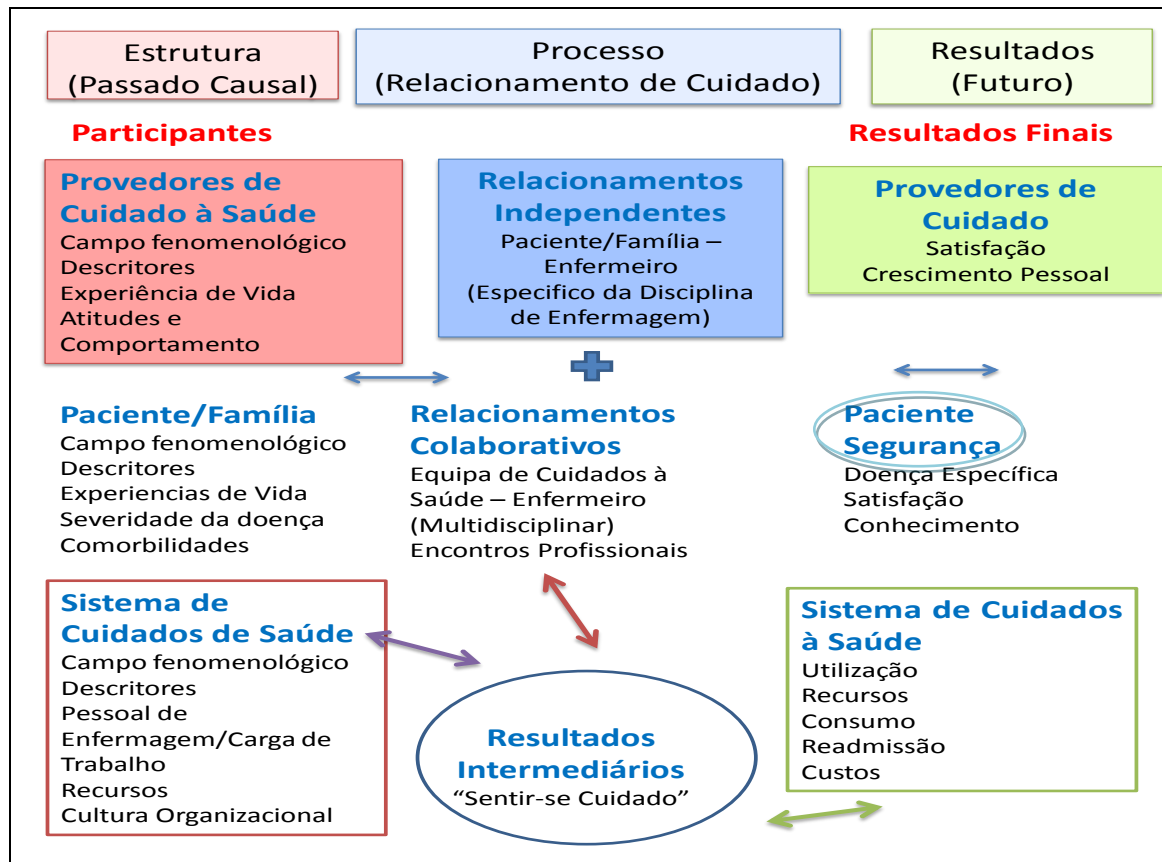 Estrutura
(Passado Causal)
Processo
(Relacionamento de Cuidado)
Resultados
(Futuro)
Participantes
Resultados Finais
Provedores de
Cuidado à Saúde
Campo fenomenológico
Descritores
Experiência de Vida
Atitudes e
Comportamento
Relacionamentos
Independentes
Paciente/Família –
Enfermeiro
(Especifico da Disciplina
de Enfermagem)
Provedores de
Cuidado
Satisfação
Crescimento Pessoal
Paciente/Família
Campo fenomenológico
Descritores
Experiencias de Vida
Severidade da doença
Comorbilidades
Relacionamentos
Colaborativos
Equipa de Cuidados à
Saúde – Enfermeiro
(Multidisciplinar)
Encontros Profissionais
Paciente
Segurança
Doença Específica
Satisfação
Conhecimento
Sistema de
Cuidados de Saúde
Campo fenomenológico
Descritores
Pessoal de
Enfermagem/Carga de
Trabalho
Recursos
Cultura Organizacional
Resultados
Intermediários
“Sentir-se Cuidado”
Sistema de Cuidados
à Saúde
Utilização
Recursos
Consumo
Readmissão
Custos